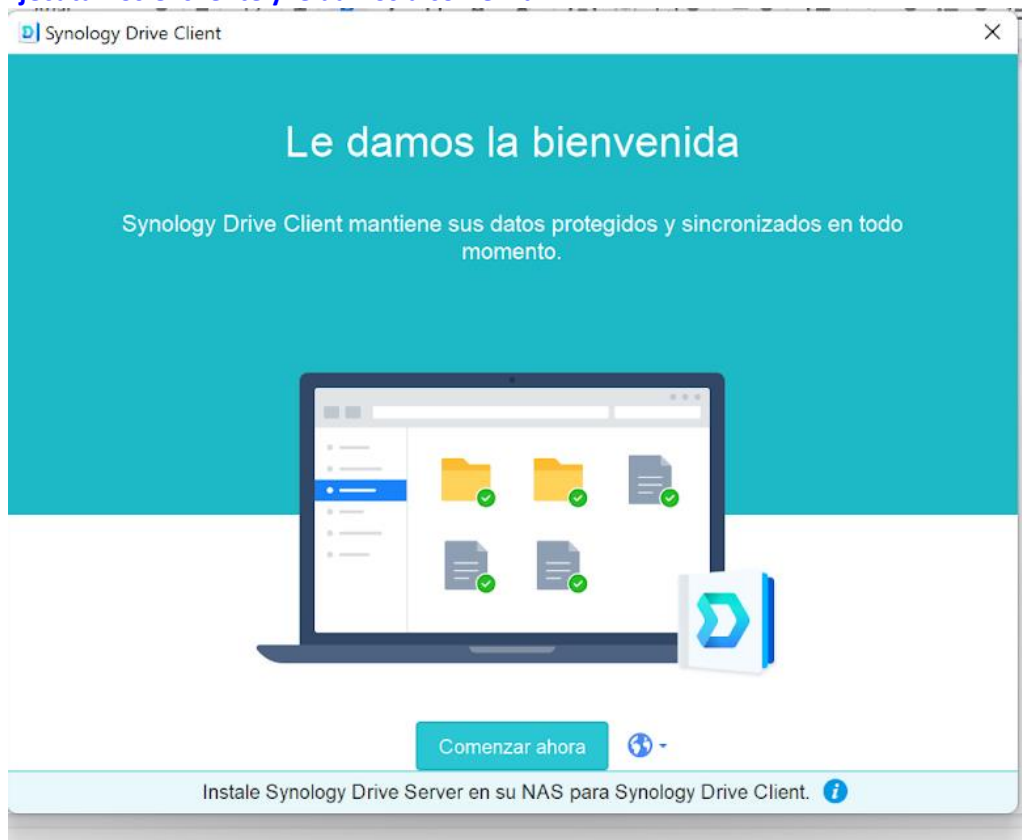 Synology Drive Client
Le damos la bienvenida
Synology Drive Client mantiene sus datos protegidos y sincronizados en todo
momento.
Comenzar ahora
Instale Synology Drive Server en su NAS para Synology Drive Client.